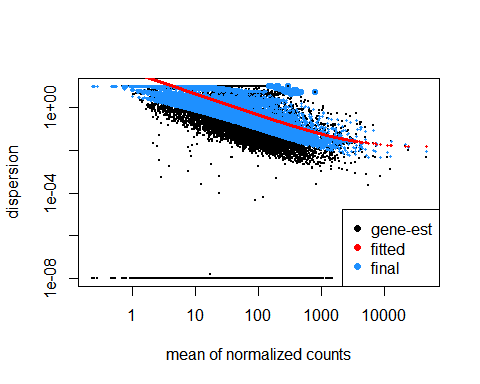 dispersion
1e+00
1e-04
1e-08
gene-est
fitted
final
1
10
100
1000
10000
mean of normalized counts